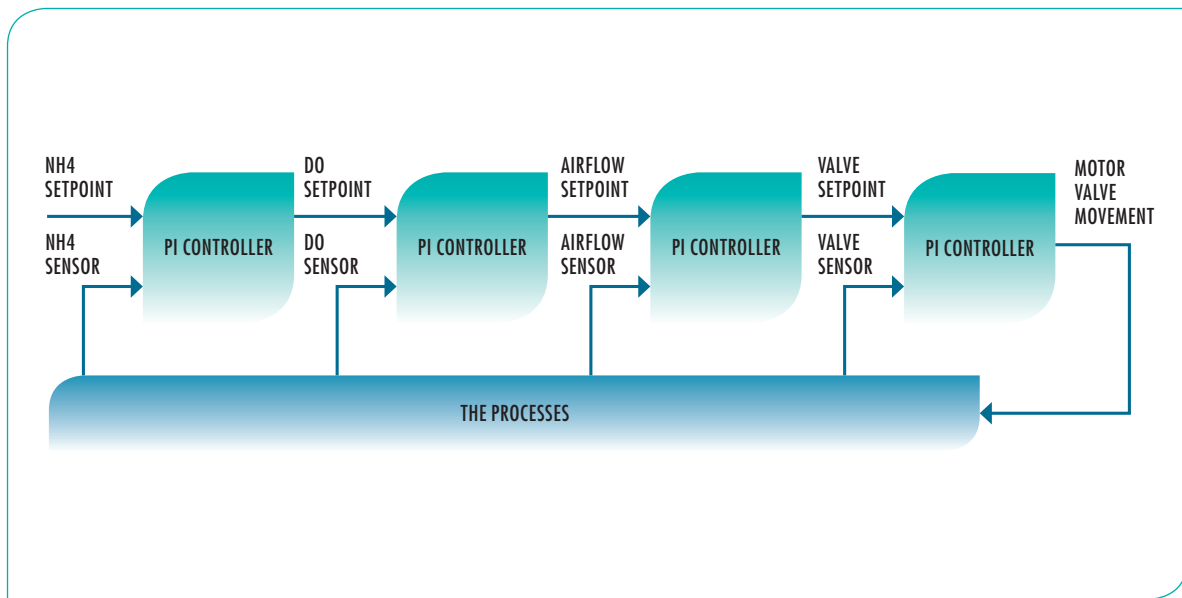 NH4
SETPOINT
DO
SETPOINT
AIRFLOW
SETPOINT
VALVE
SETPOINT
MOTOR
VALVE
MOVEMENT
NH4
SENSOR
PI CONTROLLER
DO
SENSOR
PI CONTROLLER
AIRFLOW
SENSOR
PI CONTROLLER
VALVE
SENSOR
PI CONTROLLER
THE PROCESSES